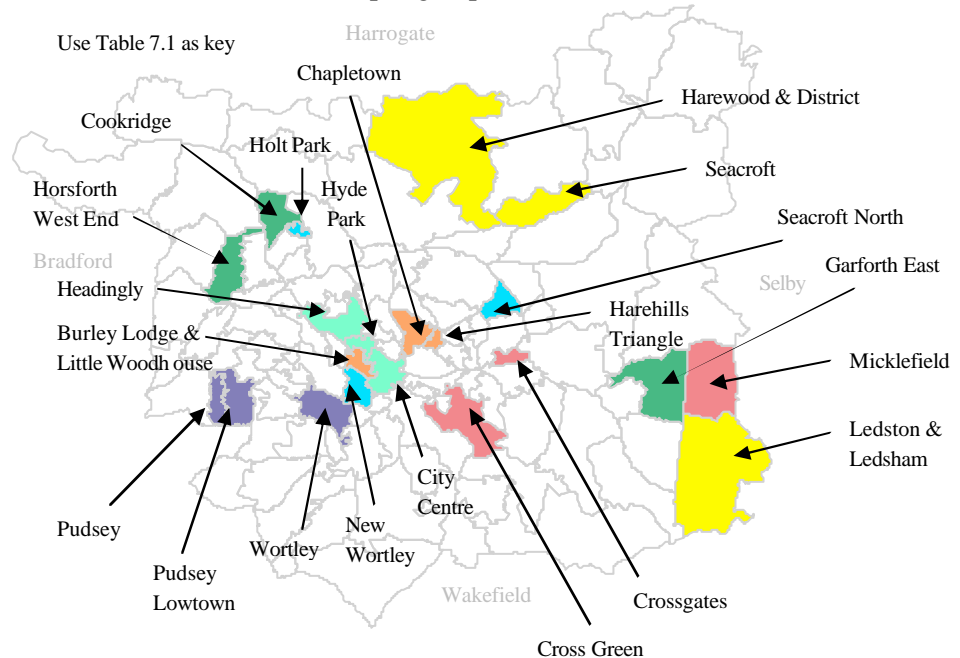 Use Table 7.1 as key
Harrogate
Chapletown
Harewood & District
Cookridge
Holt Park
Seacroft
Horsforth
West End
Hyde
Park
Seacroft North
Bradford
Garforth East
Selby
Headingly
Burley Lodge &
Little Woodh ouse
Harehills
Triangle
Micklefield
Ledston &
Ledsham
City
Centre
Pudsey
Wortley
New
Wortley
Pudsey
Lowtown
Wakefield
Crossgates
Cross Green